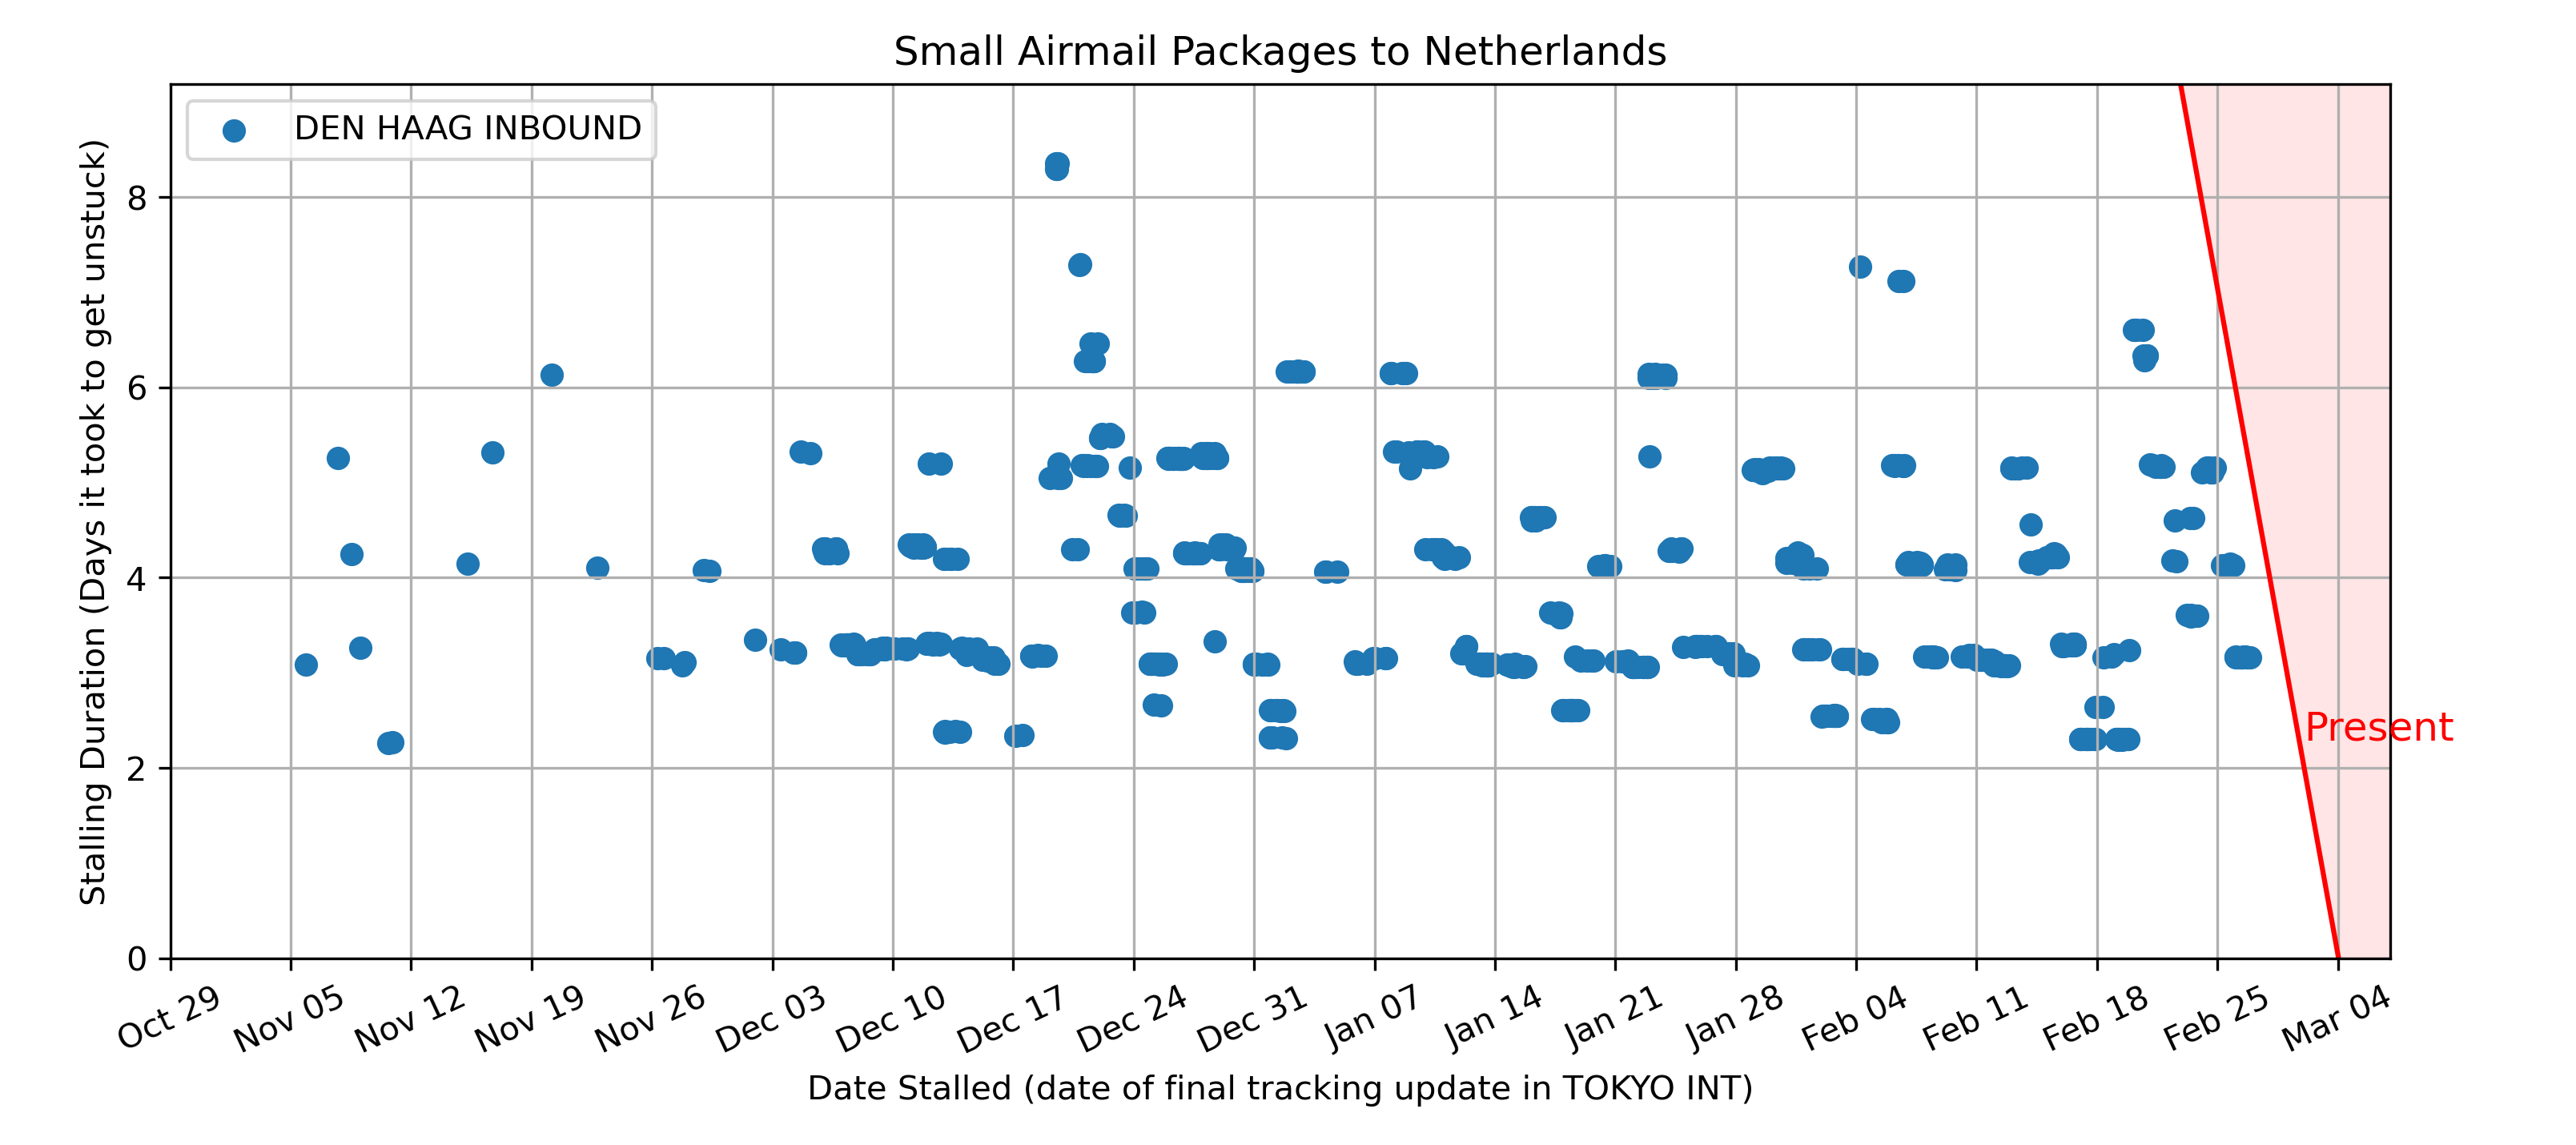 Small Airmail Packages to Netherlands
DEN HAAG INBOUND
Stalling Duration (Days it took to get unstuck)
8
6
4
2
0
Present
Oct 29
Nov 05
Nov 12
Nov 19
Nov 26
Dec 03
Dec 10
Dec 17
Dec 24
Dec 31
Jan 07
Jan 14
Jan 21
Jan 28
Feb 04
Feb 11
Feb 18
Feb 25
Mar 04
Date Stalled (date of final tracking update in TOKYO INT)